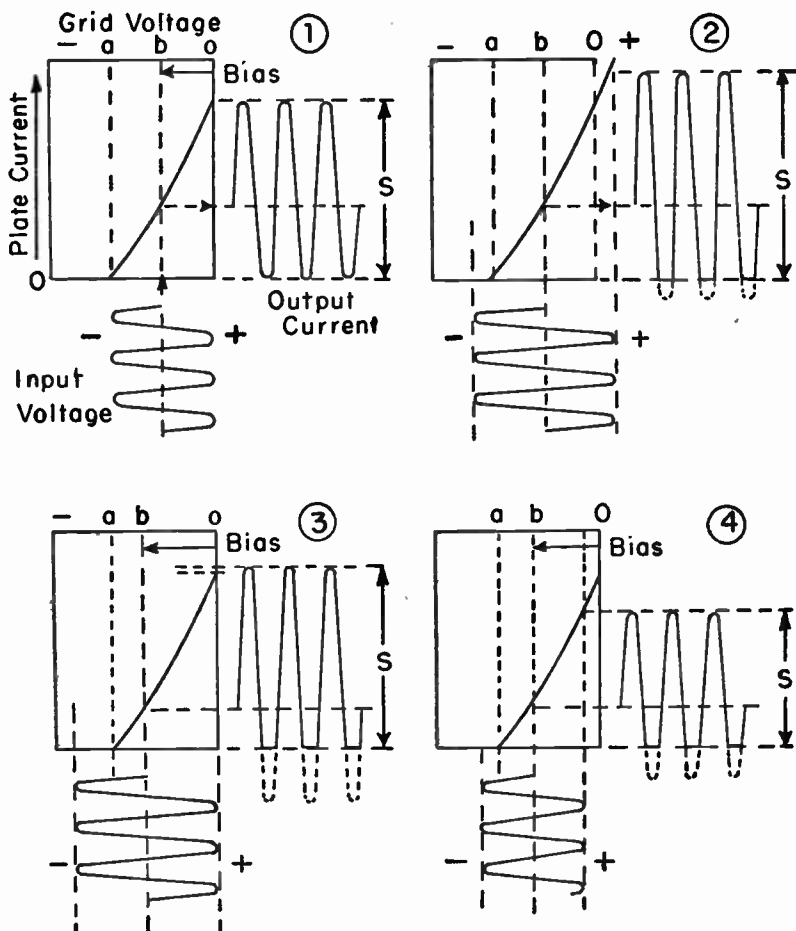 Grid Voltage
- a b o
①
Bias
Plate Current
O
S
Output
Current
- +
Input
Voltage
- a b O +
②
S
- +
- a b o
③
Bias
S
- +
a b O
④
Bias
S
- +